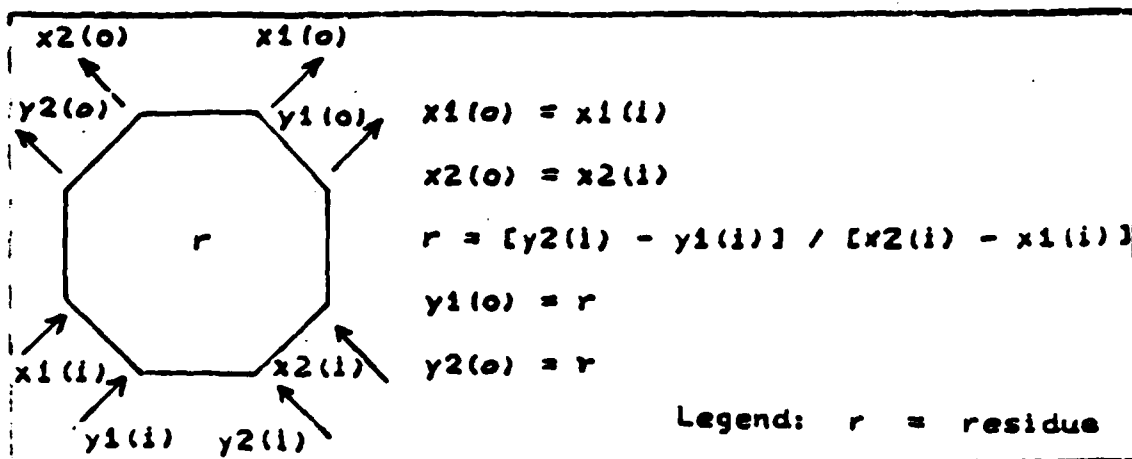 x2(o) x1(o)
y2(o) y1(o)
x1(o) = x1(i)
x2(o) = x2(i)
r
r = [y2(i) - y1(i)] / [x2(i) - x1(i)]
y1(o) = r
x1(i) x2(i)
y2(o) = r
y1(i) y2(i)
Legend: r = residue